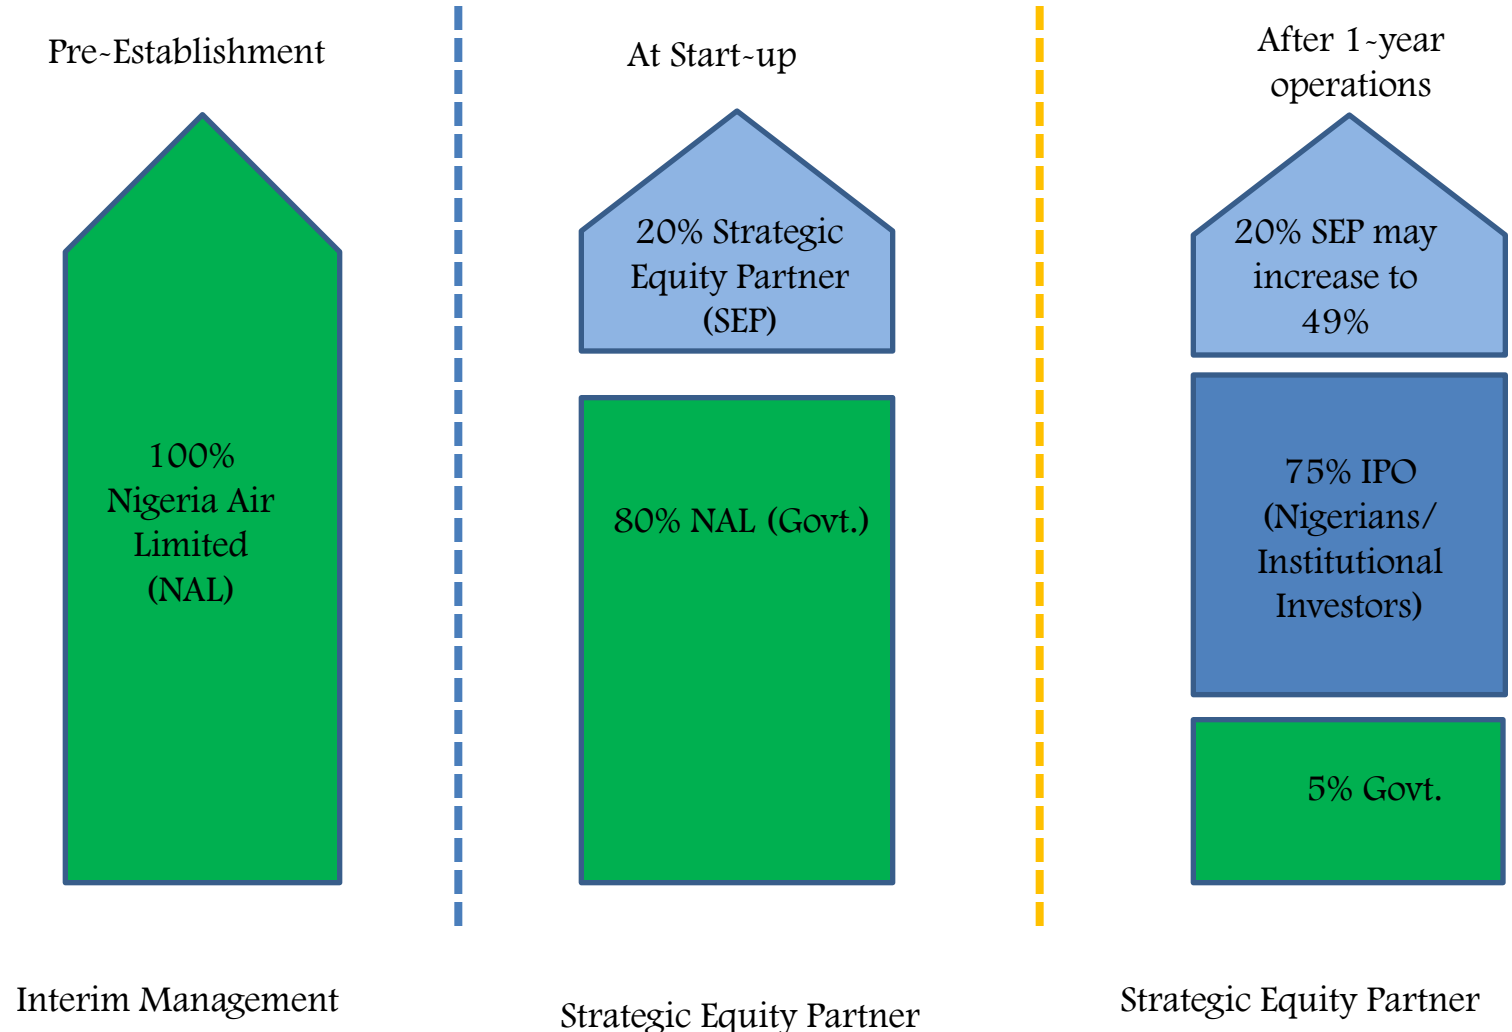 Pre-Establishment
100%
Nigeria Air
Limited
(NAL)
Interim Management
At Start-up
20% Strategic
Equity Partner
(SEP)
80% NAL (Govt.)
Strategic Equity Partner
After 1-year
operations
20% SEP may
increase to
49%
75% IPO
(Nigerians/
Institutional
Investors)
5% Govt.
Strategic Equity Partner